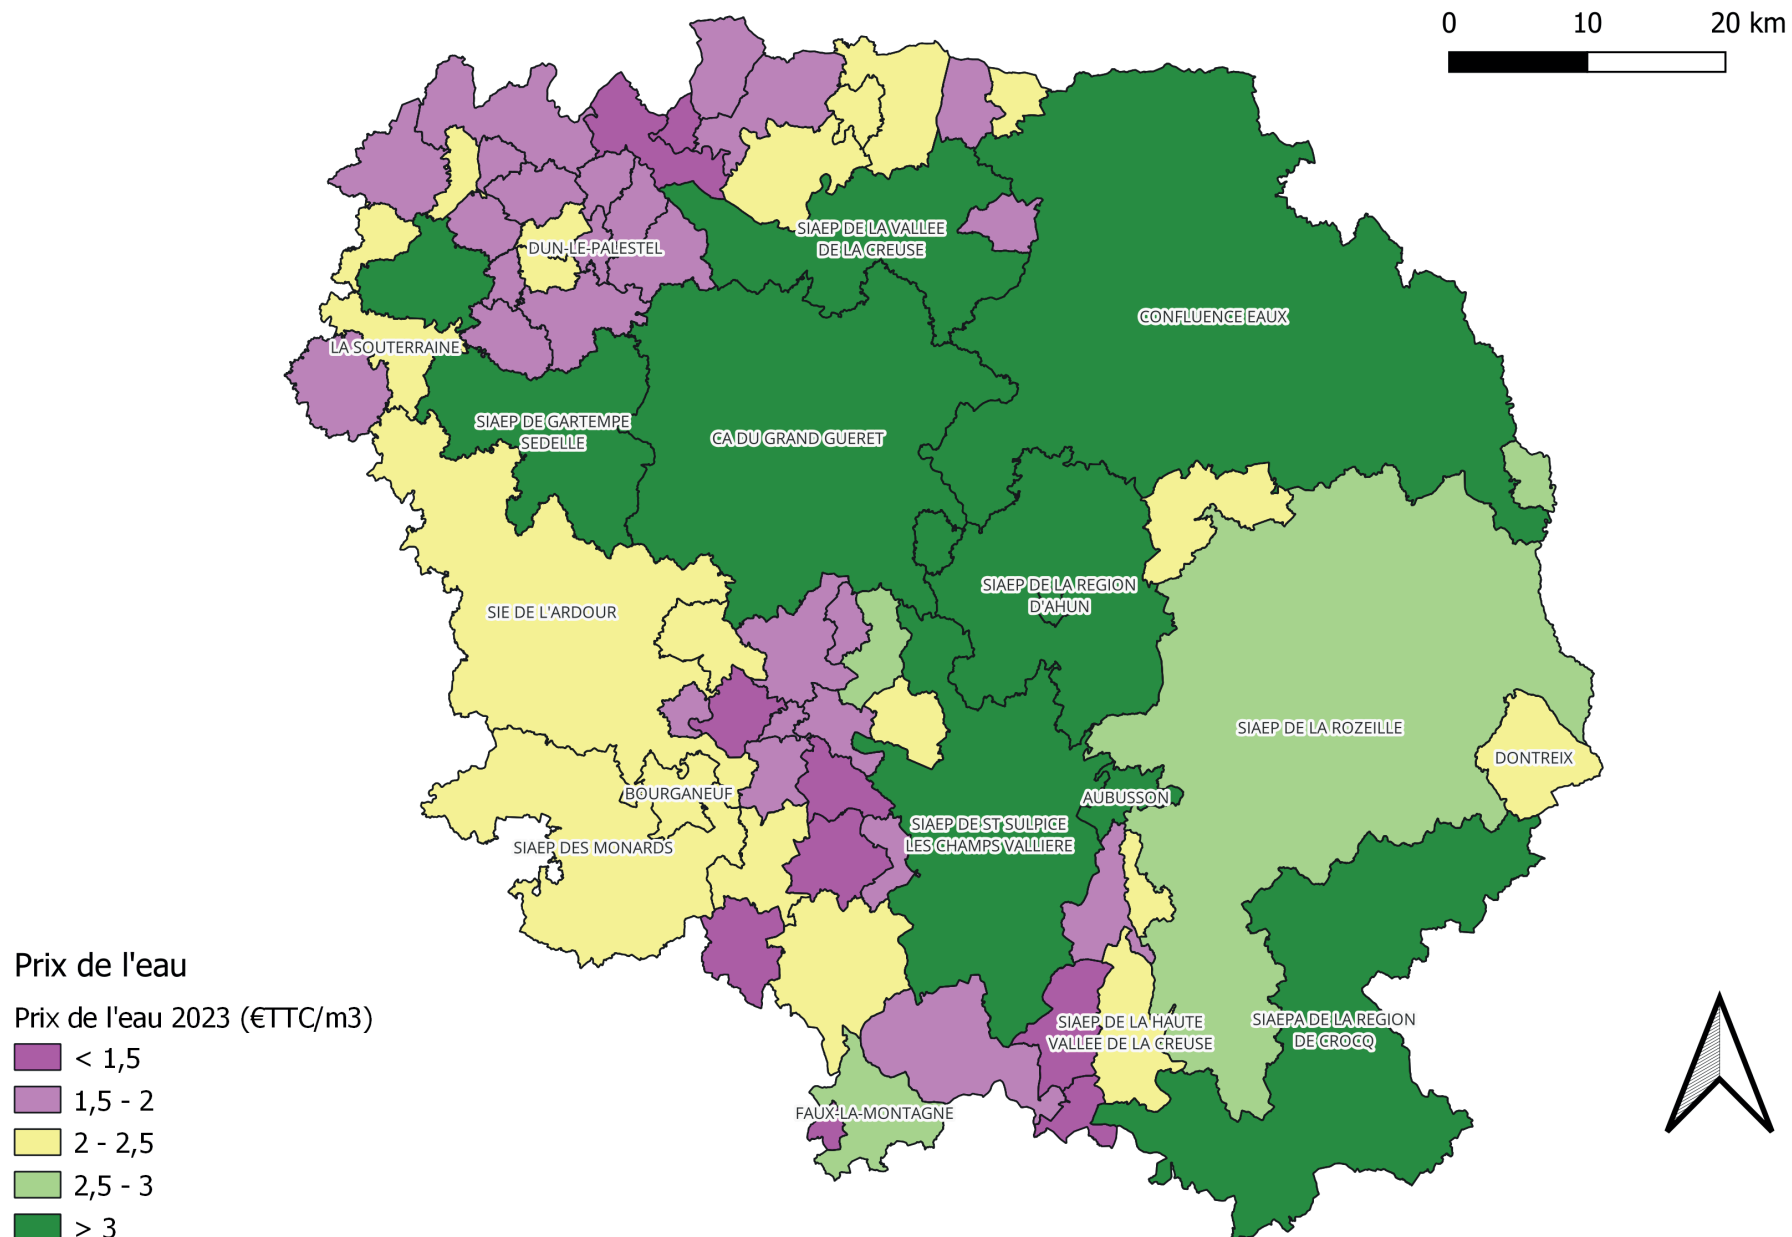 0 10 20 km
SIAEP DE LA VALLEE
DE LA CREUSE
DUN-LE-PALESTEL
CONFLUENCE EAUX
LA SOUTERRAINE
SIAEP DE GARTEMPE
SEDELLE
CA DU GRAND GUERET
SIAEP DE LA REGION
D'AHUN
SIE DE L'ARDOUR
SIAEP DE LA ROZEILLE
DONTREIX
BOURGANEUF
AUBUSSON
SIAEP DES MONARDS
SIAEP DE ST SULPICE
LES CHAMPS VALLIERE
SIAEP DE LA HAUTE
VALLEE DE LA CREUSE
SIAEPA DE LA REGION
DE CROCQ
FAUX-LA-MONTAGNE
Prix de l'eau
Prix de l'eau 2023 (€TTC/m3)
< 1,5
1,5 - 2
2 - 2,5
2,5 - 3
> 3